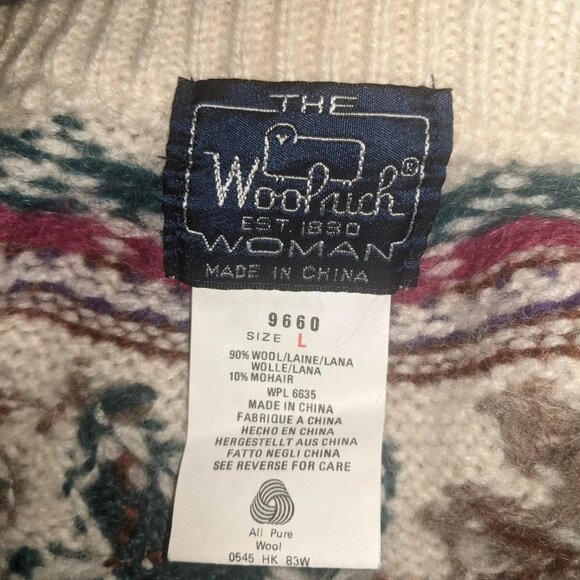 THE
Woolrich®
EST. 1830
WOMAN
MADE IN CHINA
9660
SIZE L
90% WOOL/LAINE/LANA
WOLLE/LANA
10% MOHAIR
WPL 6635
MADE IN CHINA
FABRIQUE A CHINA
HECHO EN CHINA
HERGESTELLT AUS CHINA
FATTO NEGLI CHINA
SEE REVERSE FOR CARE
All Pure
Wool
0545 HK 83W